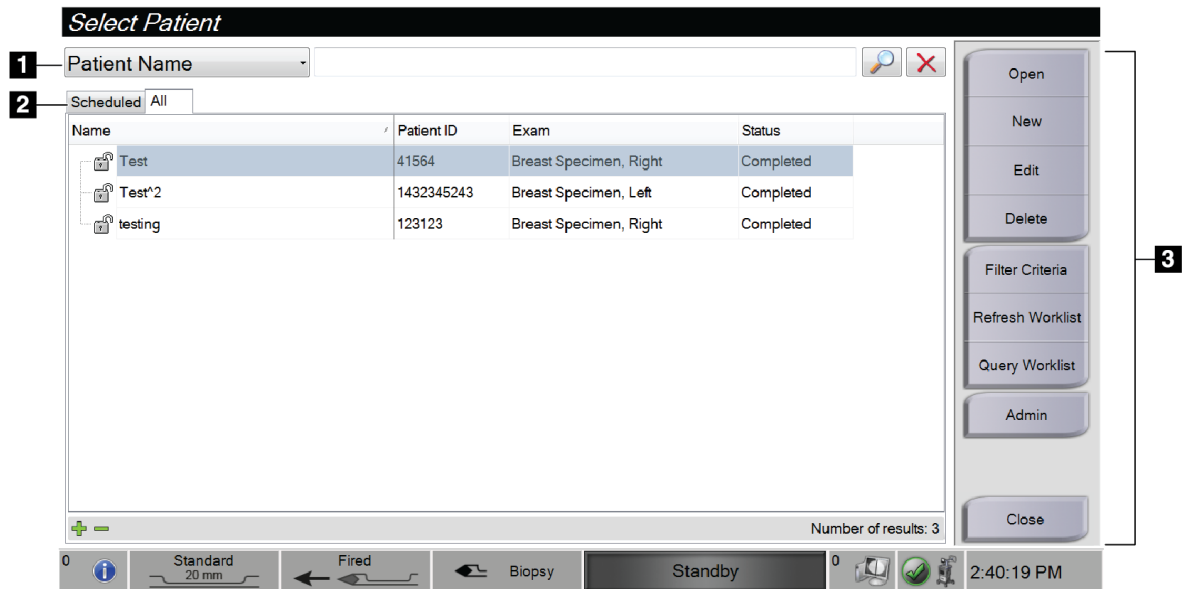 Select Patient
1
Patient Name
2
Scheduled All
Name Patient ID Exam Status
Test 41564 Breast Specimen, Right Completed
Test^2 1432345243 Breast Specimen, Left Completed
testing 123123 Breast Specimen, Right Completed
Number of results: 3
Open
New
Edit
Delete
Filter Criteria
Refresh Worklist
Query Worklist
Admin
Close
3
0
Standard
20 mm
Fired
Biopsy
Standby
0
2:40:19 PM